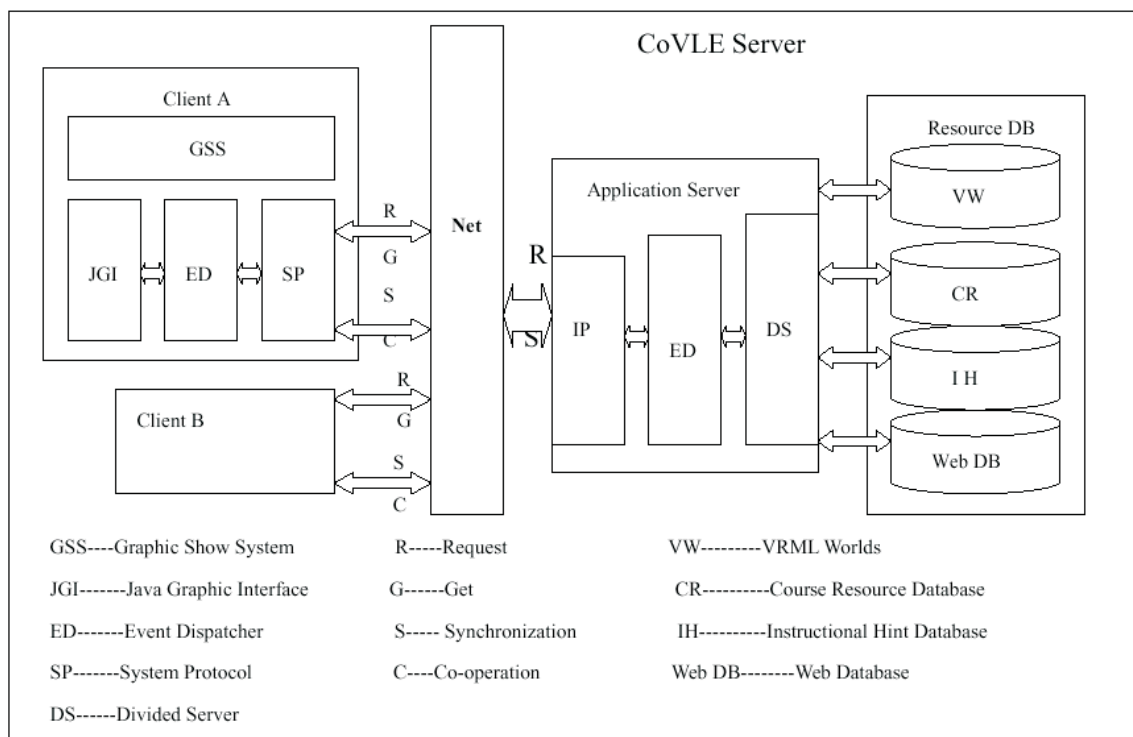 CoVLE Server
Client A
GSS
JGI
ED
SP
R
G
S
C
Client B
R
G
S
C
Net
R
S
Application Server
IP
ED
DS
Resource DB
VW
CR
I H
Web DB
GSS----Graphic Show System
R-----Request
VW---------VRML Worlds
JGI-------Java Graphic Interface
G------Get
CR----------Course Resource Database
ED-------Event Dispatcher
S----- Synchronization
IH-----------Instructional Hint Database
SP-------System Protocol
C----Co-operation
Web DB--------Web Database
DS------Divided Server